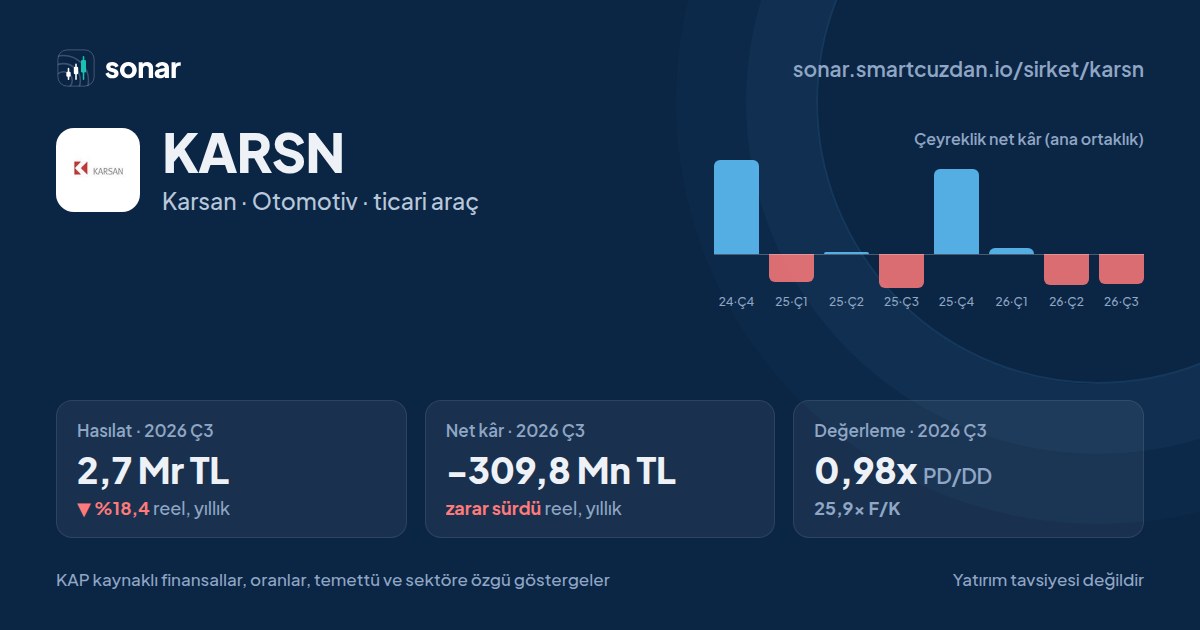 sonar
sonar.smartcuzdan.io/sirket/karsn
KARSAN
KARSN
Karsan · Otomotiv · ticari araç
Çeyreklik net kâr (ana ortaklık)
24·Ç4 25·Ç1 25·Ç2 25·Ç3 25·Ç4 26·Ç1 26·Ç2 26·Ç3
Hasılat · 2026 Ç3
2,7 Mr TL
▼ %18,4 reel, yıllık
Net kâr · 2026 Ç3
−309,8 Mn TL
zarar sürdü reel, yıllık
Değerleme · 2026 Ç3
0,98x PD/DD
25,9× F/K
KAP kaynaklı finansallar, oranlar, temettü ve sektöre özgü göstergeler
Yatırım tavsiyesi değildir